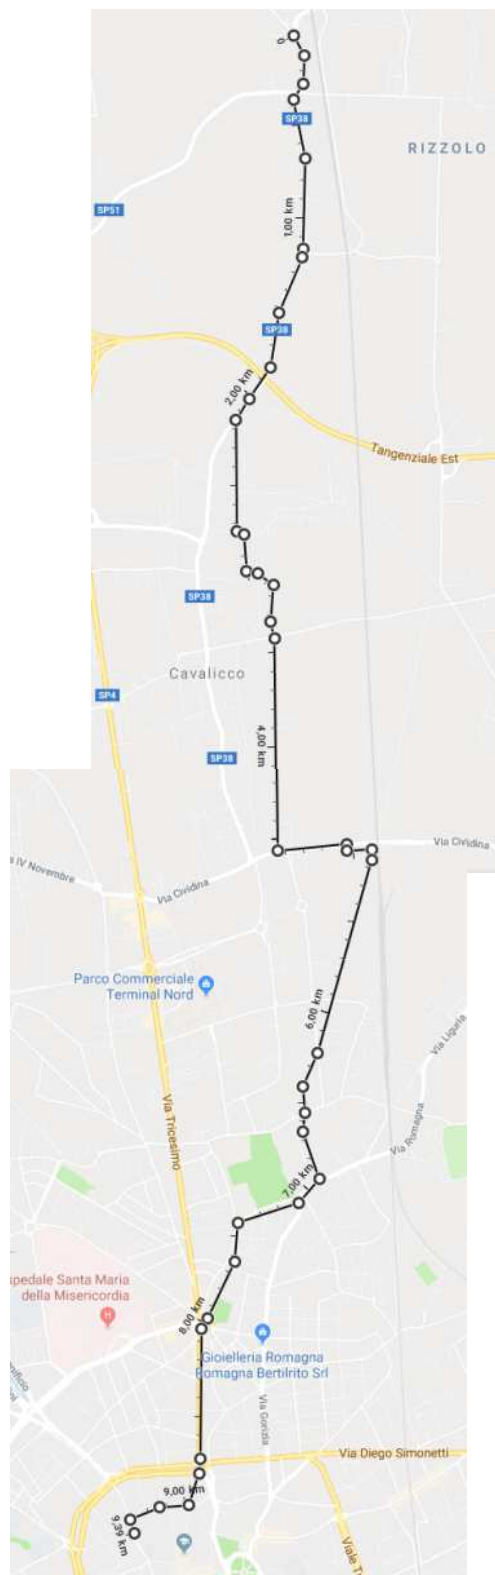 0
SP38
RIZZOLO
SP51
1,00 km
SP38
2,00 km
Tangenziale Est
SP38
Cavalicco
SP4
4,00 km
SP38
Via Cividina
a IV Novembre
Via Cividina
Parco Commerciale
Terminal Nord
6,00 km
Via Liguria
Via Tricesimo
Via Romagna
7,00 km
spedale Santa Maria
della Misericordia
H
8,00 km
Gioielleria Romagna
Romagna Bertilrito Srl
Via Gorizia
Via Diego Simonetti
9,00 km
9,39 km